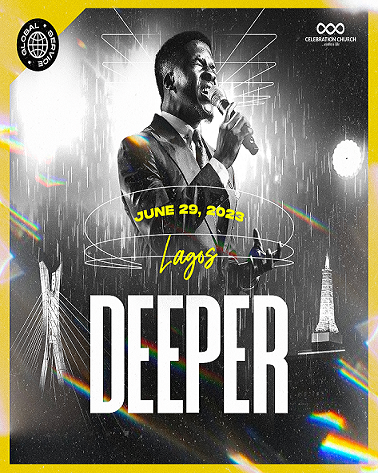 GLOBAL SERVICE
CELEBRATION CHURCH
JUNE 29, 2023
Lagos
DEEPER